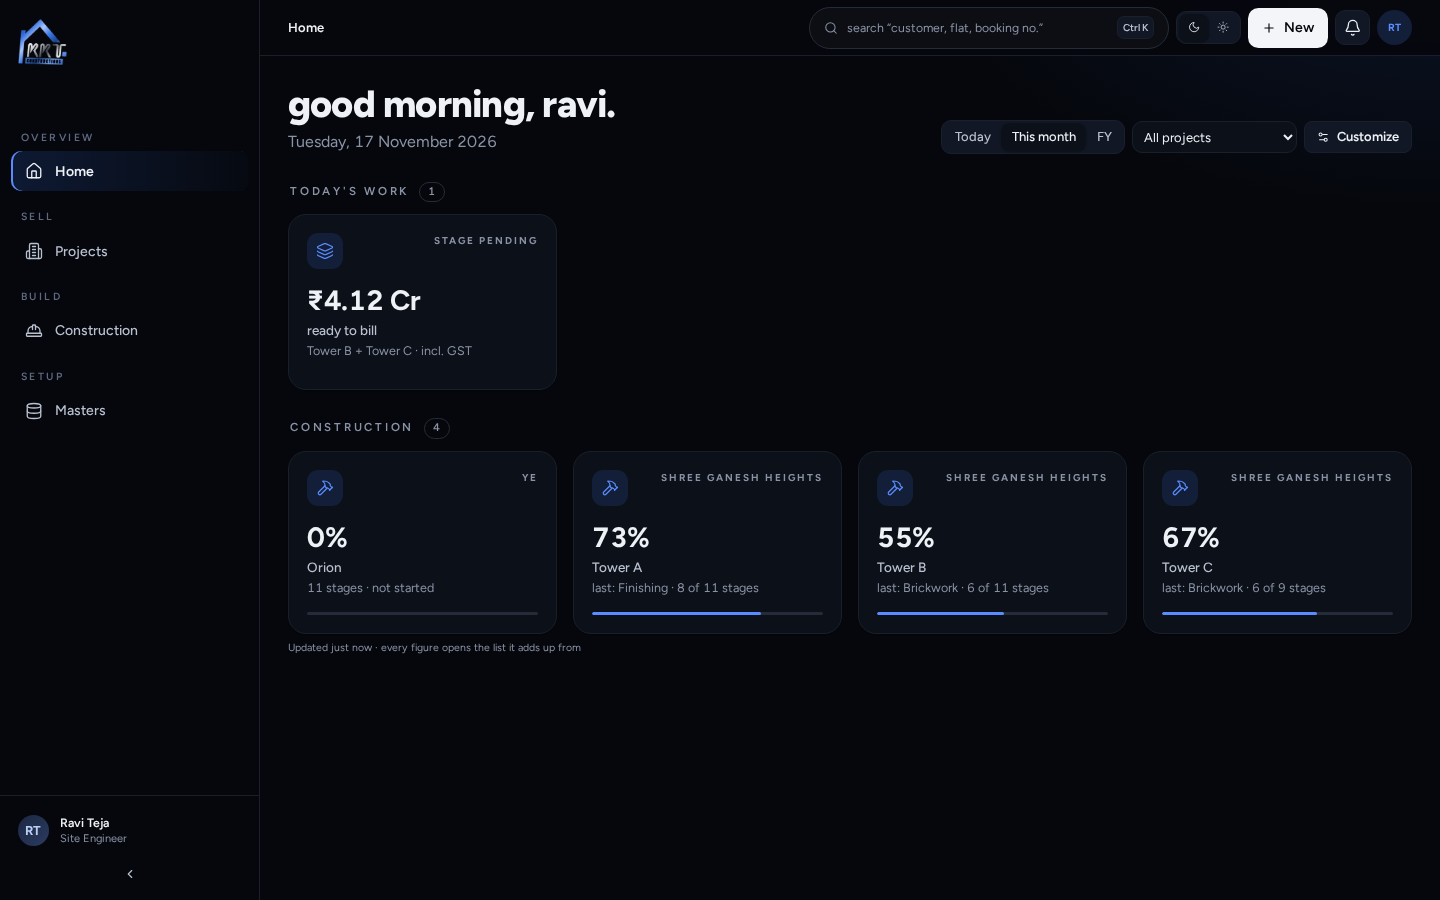 RRT
Home
search “customer, flat, booking no.”
Ctrl K
New
RT
OVERVIEW
Home
SELL
Projects
BUILD
Construction
SETUP
Masters
good morning, ravi.
Tuesday, 17 November 2026
Today
This month
FY
All projects
Customize
TODAY'S WORK 1
STAGE PENDING
₹4.12 Cr
ready to bill
Tower B + Tower C · incl. GST
CONSTRUCTION 4
YE
0%
Orion
11 stages · not started
SHREE GANESH HEIGHTS
73%
Tower A
last: Finishing · 8 of 11 stages
SHREE GANESH HEIGHTS
55%
Tower B
last: Brickwork · 6 of 11 stages
SHREE GANESH HEIGHTS
67%
Tower C
last: Brickwork · 6 of 9 stages
Updated just now · every figure opens the list it adds up from
RT
Ravi Teja
Site Engineer